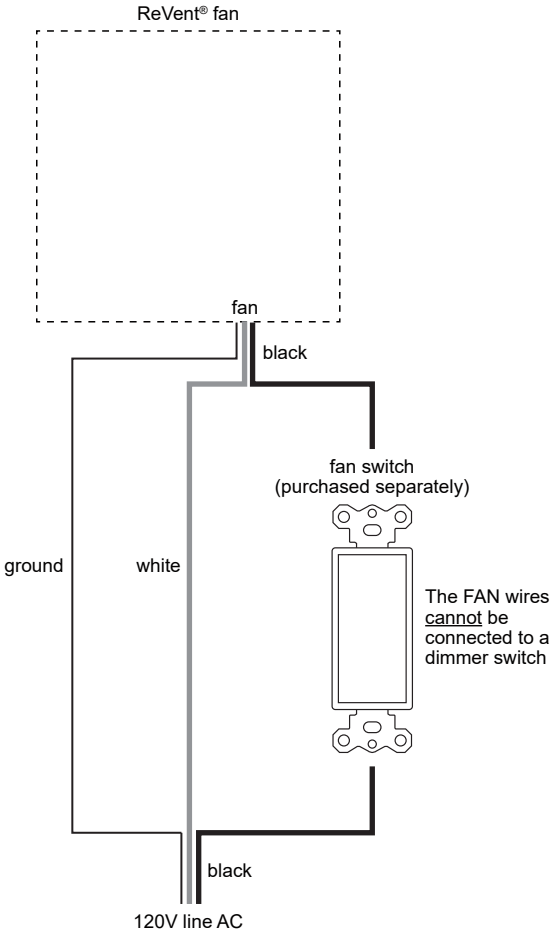 ReVent® fan
fan
black
fan switch
(purchased separately)
ground
white
The FAN wires
cannot be
connected to a
dimmer switch
black
120V line AC